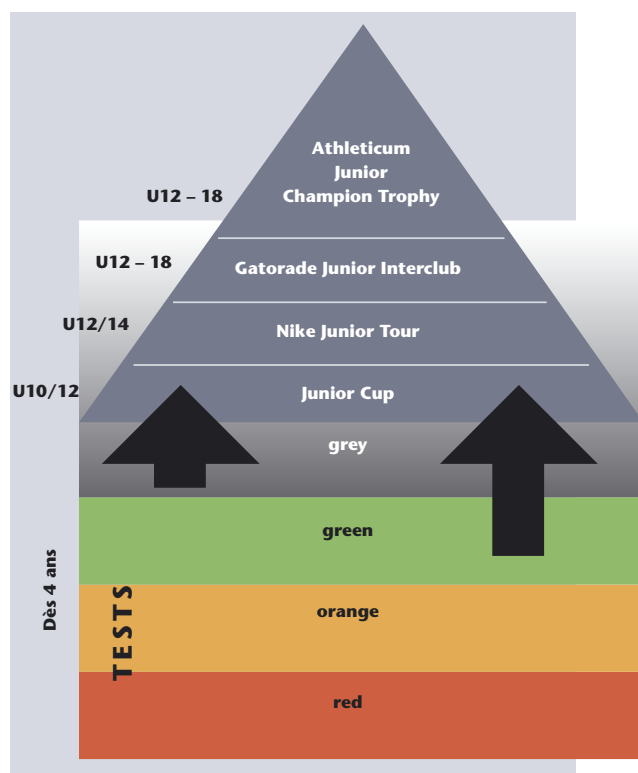 Athleticum
Junior
Champion Trophy
U12 – 18
U12 – 18
Gatorade Junior Interclub
U12/14
Nike Junior Tour
U10/12
Junior Cup
grey
green
Dès 4 ans
TESTS
orange
red